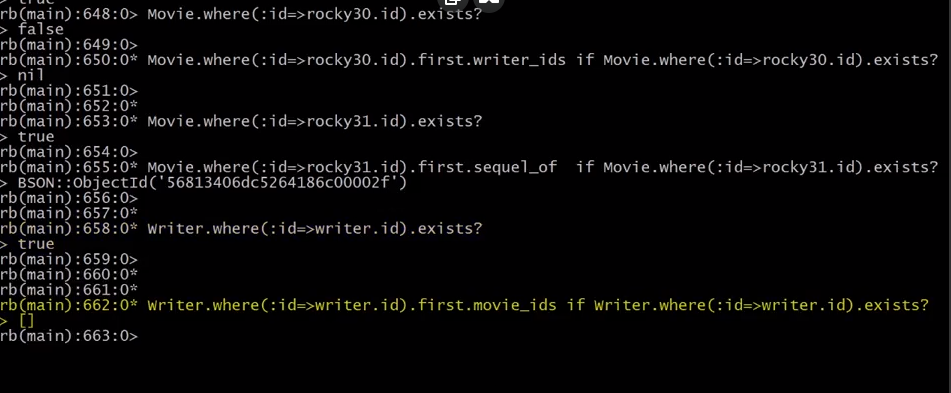 > true
rb(main):648:0> Movie.where(:id=>rocky30.id).exists?
> false
rb(main):649:0>
rb(main):650:0* Movie.where(:id=>rocky30.id).first.writer_ids if Movie.where(:id=>rocky30.id).exists?
> nil
rb(main):651:0>
rb(main):652:0*
rb(main):653:0* Movie.where(:id=>rocky31.id).exists?
> true
rb(main):654:0>
rb(main):655:0* Movie.where(:id=>rocky31.id).first.sequel_of  if Movie.where(:id=>rocky31.id).exists?
> BSON::ObjectId('56813406dc5264186c00002f')
rb(main):656:0>
rb(main):657:0*
rb(main):658:0* Writer.where(:id=>writer.id).exists?
> true
rb(main):659:0>
rb(main):660:0*
rb(main):661:0*
rb(main):662:0* Writer.where(:id=>writer.id).first.movie_ids if Writer.where(:id=>writer.id).exists?
> []
rb(main):663:0>